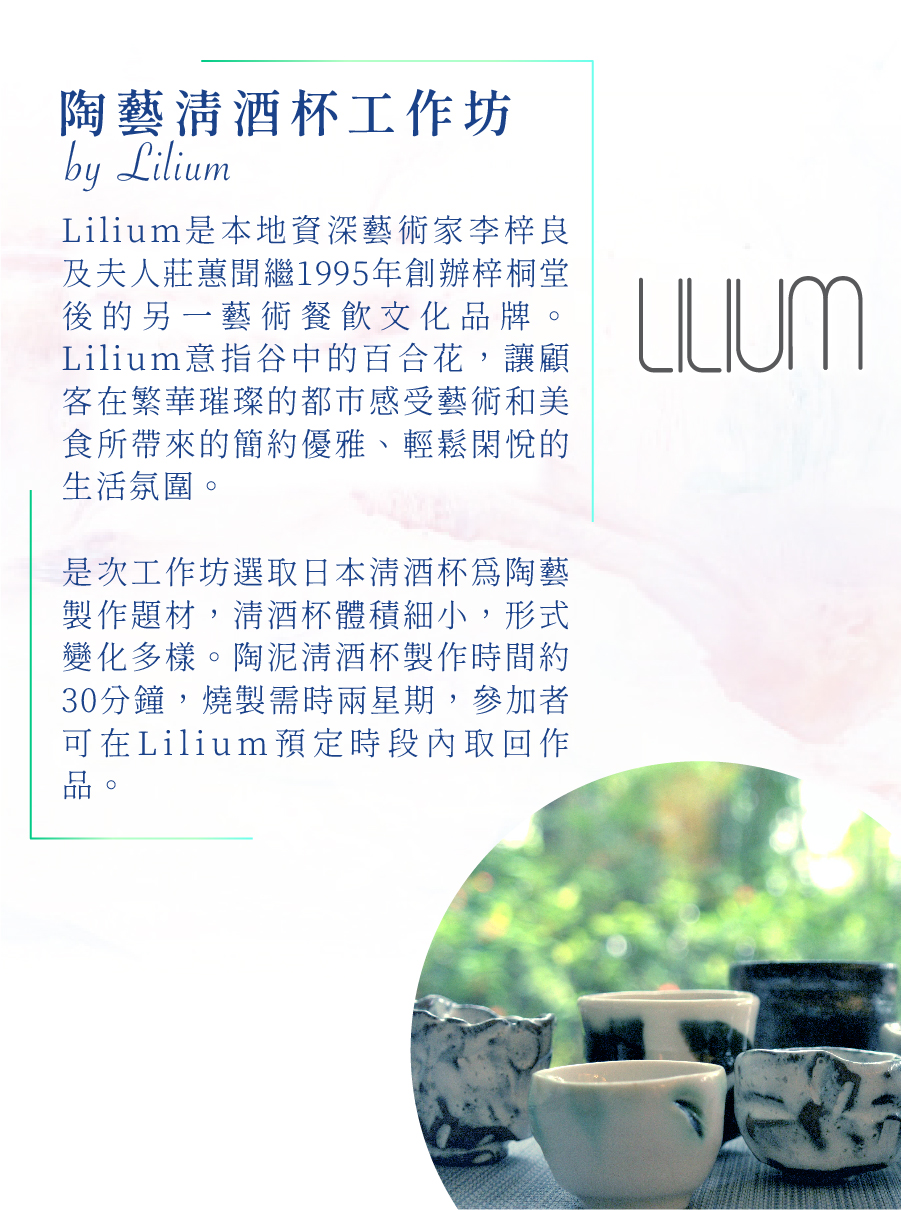 陶藝淸酒杯工作坊
by Lilium
Lilium是本地資深藝術家李梓良
及夫人莊蕙聞繼1995年創辦梓桐堂
後的另一藝術餐飲文化品牌。
Lilium意指谷中的百合花，讓顧
客在繁華璀璨的都市感受藝術和美
食所帶來的簡約優雅、輕鬆閑悅的
生活氛圍。
是次工作坊選取日本淸酒杯爲陶藝
製作題材，淸酒杯體積細小，形式
變化多樣。陶泥淸酒杯製作時間約
30分鐘，燒製需時兩星期，參加者
可在Lilium預定時段內取回作
品。
LILIUM